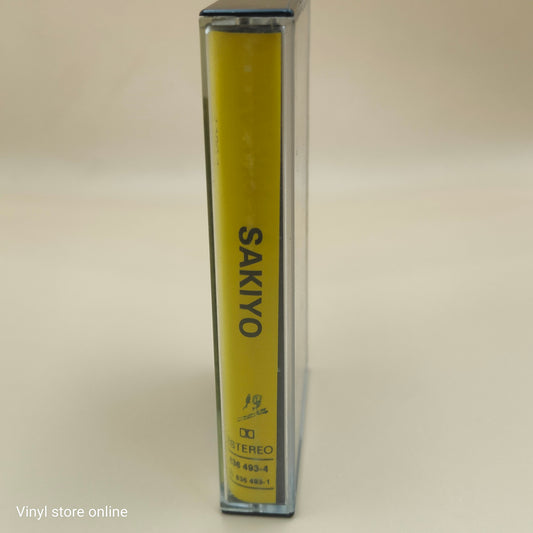 SAKIYO
STEREO
836 493-4
836 493-1
Vinyl store online